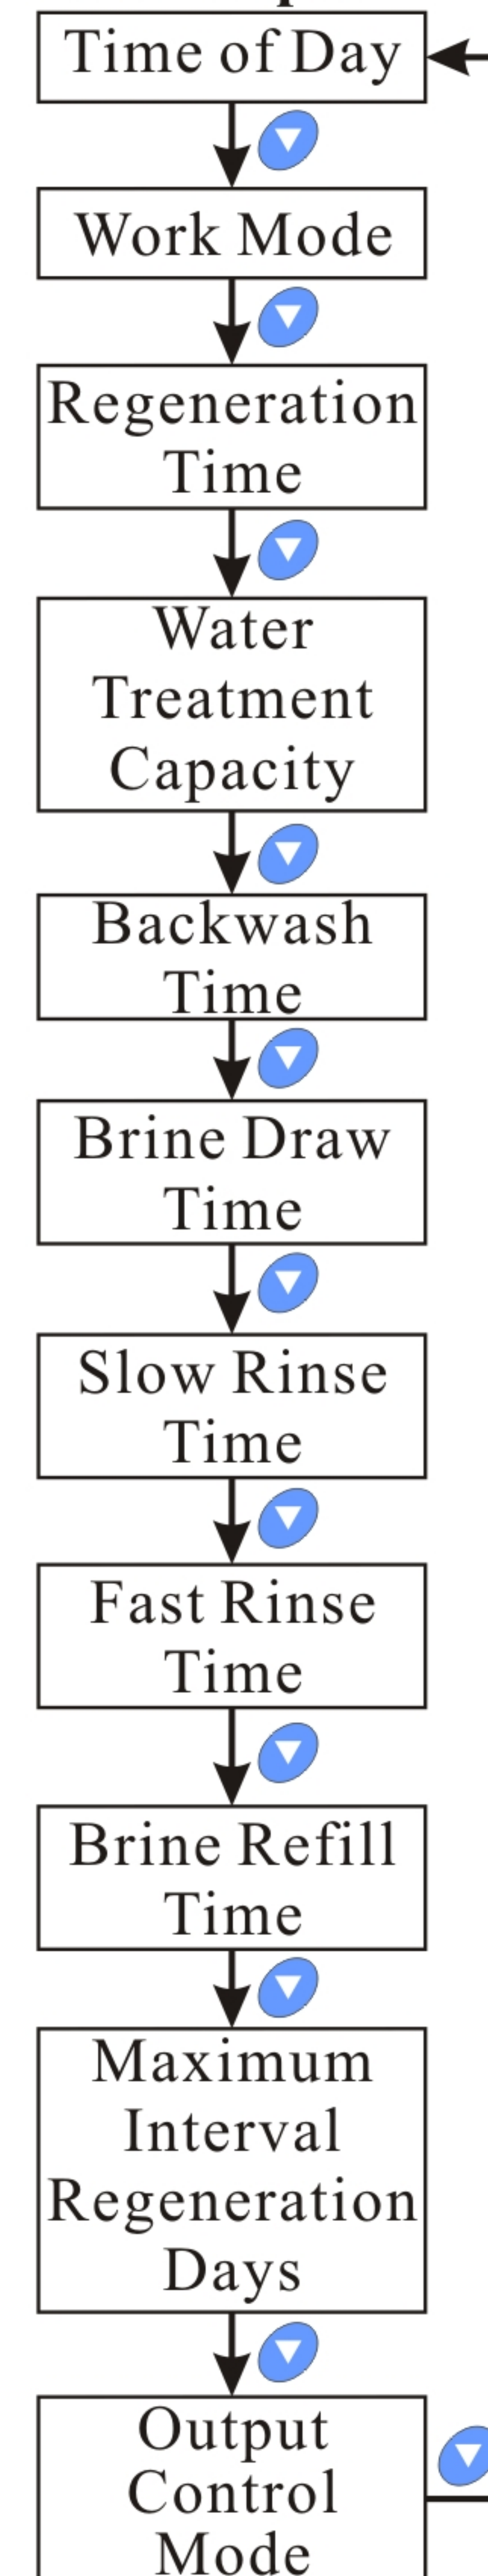 Time of Day
Work Mode
Regeneration
Time
Water
Treatment
Capacity
Backwash
Time
Brine Draw
Time
Slow Rinse
Time
Fast Rinse
Time
Brine Refill
Time
Maximum
Interval
Regeneration
Days
Output
Control
Mode